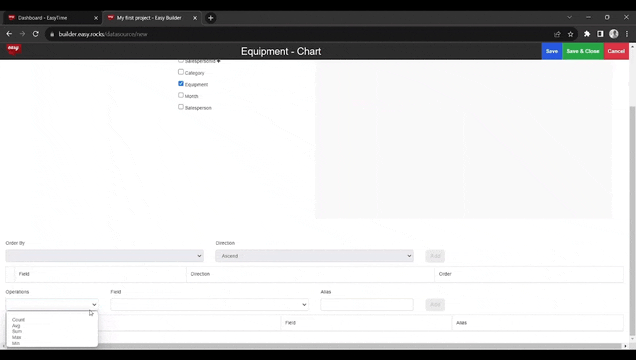 Dashboard - EasyTime
My first project - Easy Builder
builder.easy.rocks/datasource/new
easy
Equipment - Chart
Save
Save & Close
Cancel
SalespersonId
Category
Equipment
Month
Salesperson
Order By
Direction
Ascend
Add
Field
Direction
Order
Operations
Field
Alias
Add
Count
Avg
Sum
Max
Min
Field
Alias